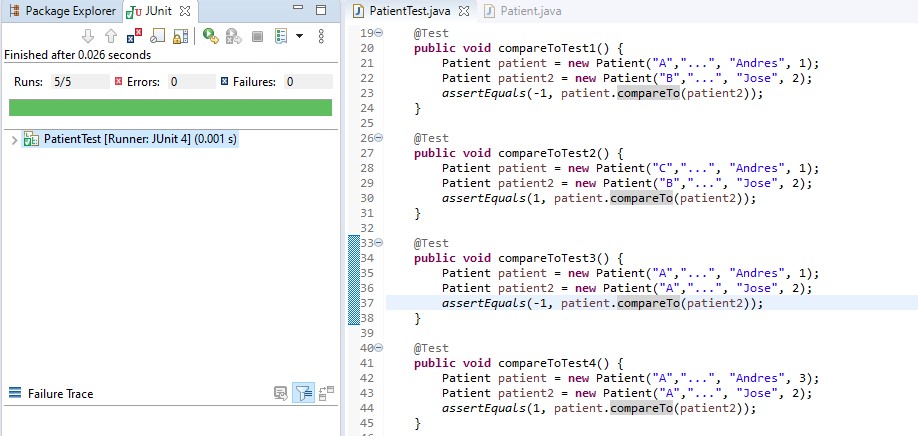 Package Explorer
JUnit
Finished after 0.026 seconds
Runs: 5/5
Errors: 0
Failures: 0
PatientTest [Runner: JUnit 4] (0.001 s)
Failure Trace
PatientTest.java
Patient.java
19 @Test
20 public void compareToTest1() {
21 Patient patient = new Patient("A","...", "Andres", 1);
22 Patient patient2 = new Patient("B","...", "Jose", 2);
23 assertEquals(-1, patient.compareTo(patient2));
24 }
25
26 @Test
27 public void compareToTest2() {
28 Patient patient = new Patient("C","...", "Andres", 1);
29 Patient patient2 = new Patient("B","...", "Jose", 2);
30 assertEquals(1, patient.compareTo(patient2));
31 }
32
33 @Test
34 public void compareToTest3() {
35 Patient patient = new Patient("A","...", "Andres", 1);
36 Patient patient2 = new Patient("A","...", "Jose", 2);
37 assertEquals(-1, patient.compareTo(patient2));
38 }
39
40 @Test
41 public void compareToTest4() {
42 Patient patient = new Patient("A","...", "Andres", 3);
43 Patient patient2 = new Patient("A","...", "Jose", 2);
44 assertEquals(1, patient.compareTo(patient2));
45 }